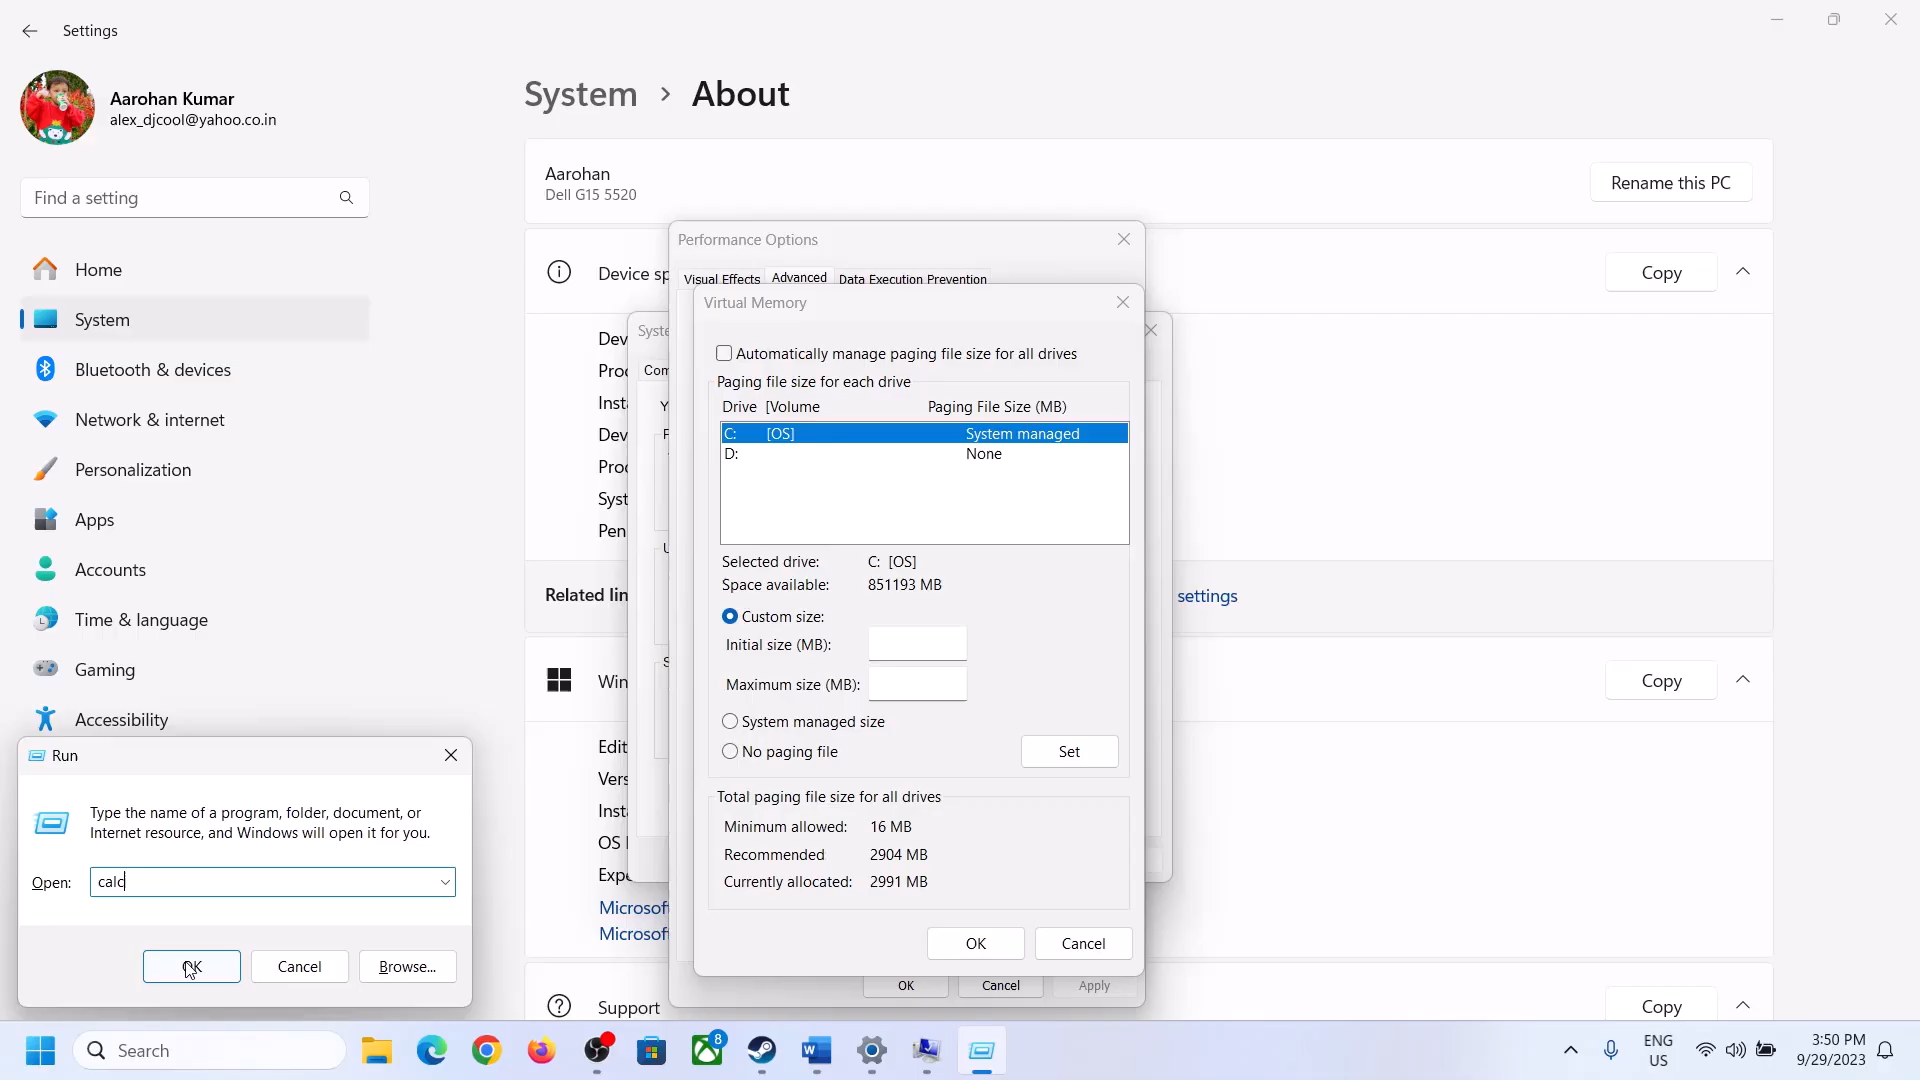 Settings
Aarohan Kumar
alex_djcool@yahoo.co.in
Find a setting
Home
System
Bluetooth & devices
Network & internet
Personalization
Apps
Accounts
Time & language
Gaming
Accessibility
System > About
Aarohan
Dell G15 5520
Rename this PC
Device sp
Copy
Dev
Proc
Insta
Dev
Proc
Syst
Pen
Related lin
settings
Win
Copy
Edit
Vers
Insta
OS
Expe
Microsof
Microsof
Support
Copy
Syste
Com
Y
Performance Options
Visual Effects
Advanced
Data Execution Prevention
OK
Cancel
Apply
Virtual Memory
Automatically manage paging file size for all drives
Paging file size for each drive
Drive [Volume Paging File Size (MB)
C: [OS] System managed
D: None
Selected drive: C: [OS]
Space available: 851193 MB
Custom size:
Initial size (MB):
Maximum size (MB):
System managed size
No paging file
Set
Total paging file size for all drives
Minimum allowed: 16 MB
Recommended 2904 MB
Currently allocated: 2991 MB
OK
Cancel
Run
Type the name of a program, folder, document, or
Internet resource, and Windows will open it for you.
Open: calc
OK
Cancel
Browse...
Search
8
ENG
US
3:50 PM
9/29/2023